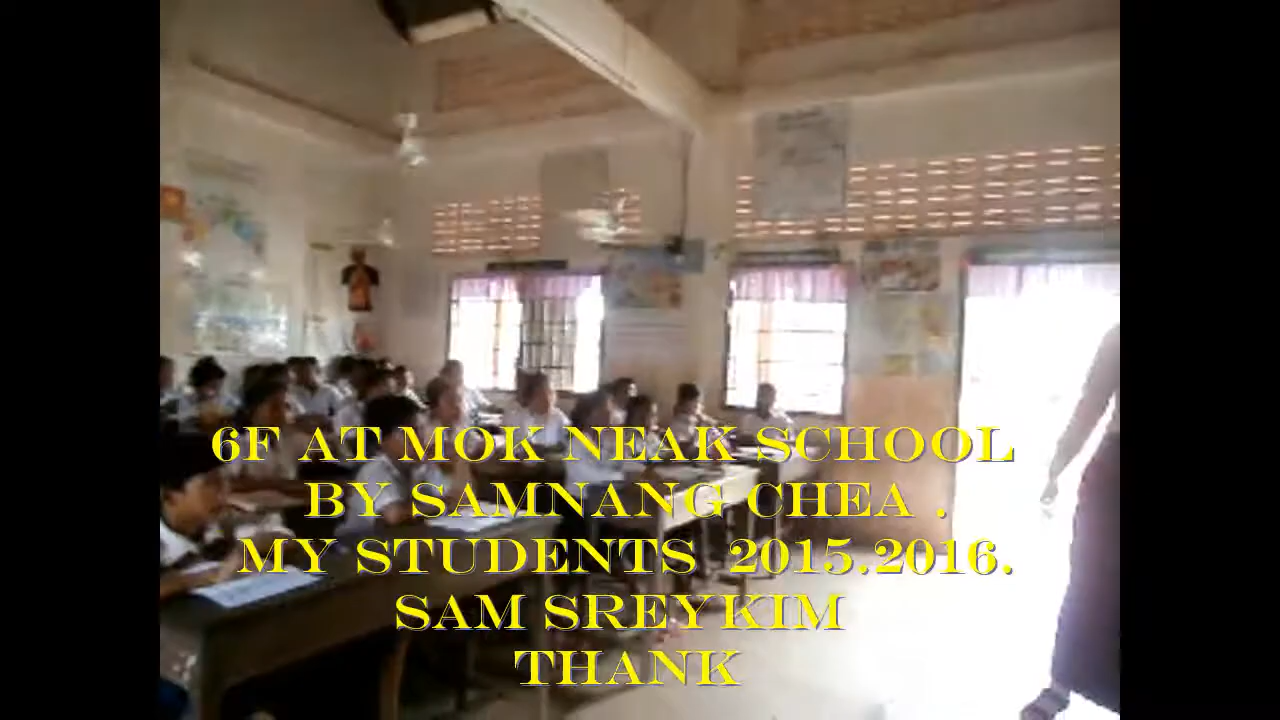 6F AT MOK NEAK SCHOOL
BY SAMNANG CHEA .
MY STUDENTS 2015.2016.
SAM SREYKIM
THANK